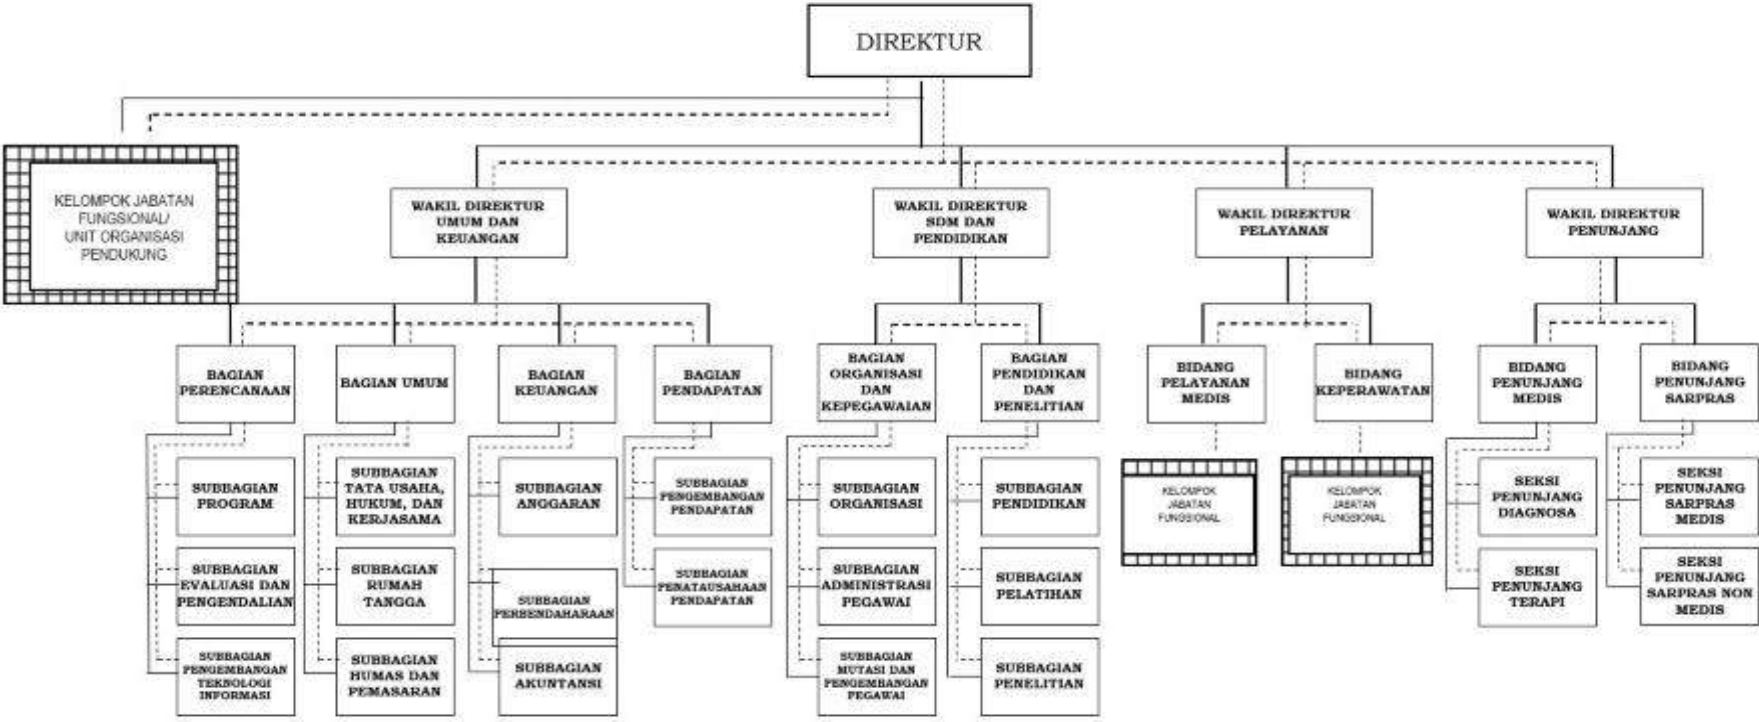 DIREKTUR
KELOMPOK JABATAN
FUNGSIONAL/
UNIT ORGANISASI
PENDUKUNG
WAKIL DIREKTUR
UMUM DAN
KEUANGAN
WAKIL DIREKTUR
SDM DAN
PENDIDIKAN
WAKIL DIREKTUR
PELAYANAN
WAKIL DIREKTUR
PENUNJANG
BAGIAN
PERENCANAAN
BAGIAN UMUM
BAGIAN
KEUANGAN
BAGIAN
PENDAPATAN
BAGIAN
ORGANISASI
DAN
KEPEGAWAIAN
BAGIAN
PENDIDIKAN
DAN
PENELITIAN
BIDANG
PELAYANAN
MEDIS
BIDANG
KEPERAWATAN
BIDANG
PENUNJANG
MEDIS
BIDANG
PENUNJANG
SARPRAS
SUBBAGIAN
PROGRAM
SUBBAGIAN
TATA USAHA,
HUKUM, DAN
KERJASAMA
SUBBAGIAN
ANGGARAN
SUBBAGIAN
PENGEMBANGAN
PENDAPATAN
SUBBAGIAN
ORGANISASI
SUBBAGIAN
PENDIDIKAN
KELOMPOK
JABATAN
FUNGSIONAL
KELOMPOK
JABATAN
FUNGSIONAL
SEKSI
PENUNJANG
DIAGNOSA
SEKSI
PENUNJANG
SARPRAS
MEDIS
SUBBAGIAN
EVALUASI DAN
PENGENDALIAN
SUBBAGIAN
RUMAH
TANGGA
SUBBAGIAN
PERBENDAHARAAN
SUBBAGIAN
PENATAUSAHAAN
PENDAPATAN
SUBBAGIAN
ADMINISTRASI
PEGAWAI
SUBBAGIAN
PELATIHAN
SEKSI
PENUNJANG
TERAPI
SEKSI
PENUNJANG
SARPRAS NON
MEDIS
SUBBAGIAN
PENGEMBANGAN
TEKNOLOGI
INFORMASI
SUBBAGIAN
HUMAS DAN
PEMASARAN
SUBBAGIAN
AKUNTANSI
SUBBAGIAN
MUTASI DAN
PENGEMBANGAN
PEGAWAI
SUBBAGIAN
PENELITIAN